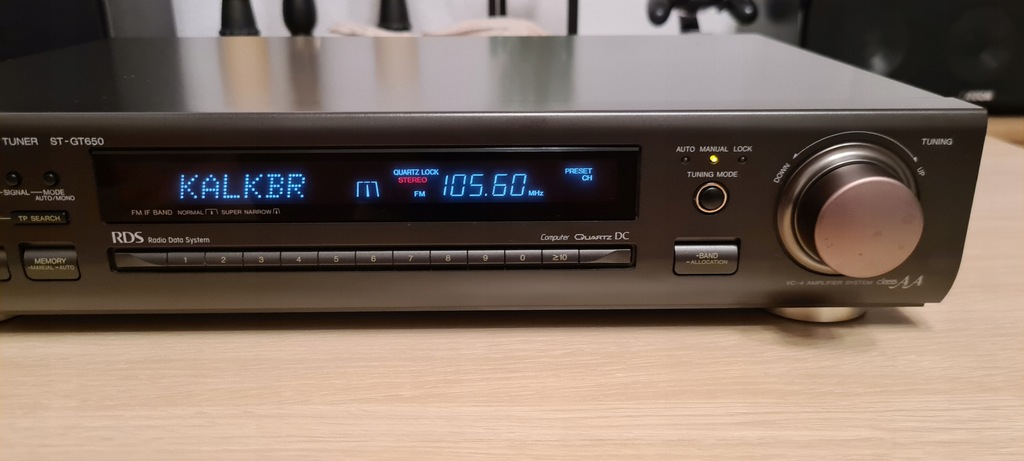 TUNER ST-GT650
KALKBR
QUARTZ LOCK
STEREO
FM 105.60 MHz
PRESET
CH
FM IF BAND NORMAL SUPER NARROW
SIGNAL MODE
AUTO/MONO
TP SEARCH
MEMORY
-MANUAL -AUTO
RDS Radio Data System
Computer QUARTZ DC
1 2 3 4 5 6 7 8 9 0 ≥10
AUTO MANUAL LOCK
TUNING MODE
-BAND
-ALLOCATION
TUNING
DOWN
UP
VC-4 AMPLIFIER SYSTEM Class AA